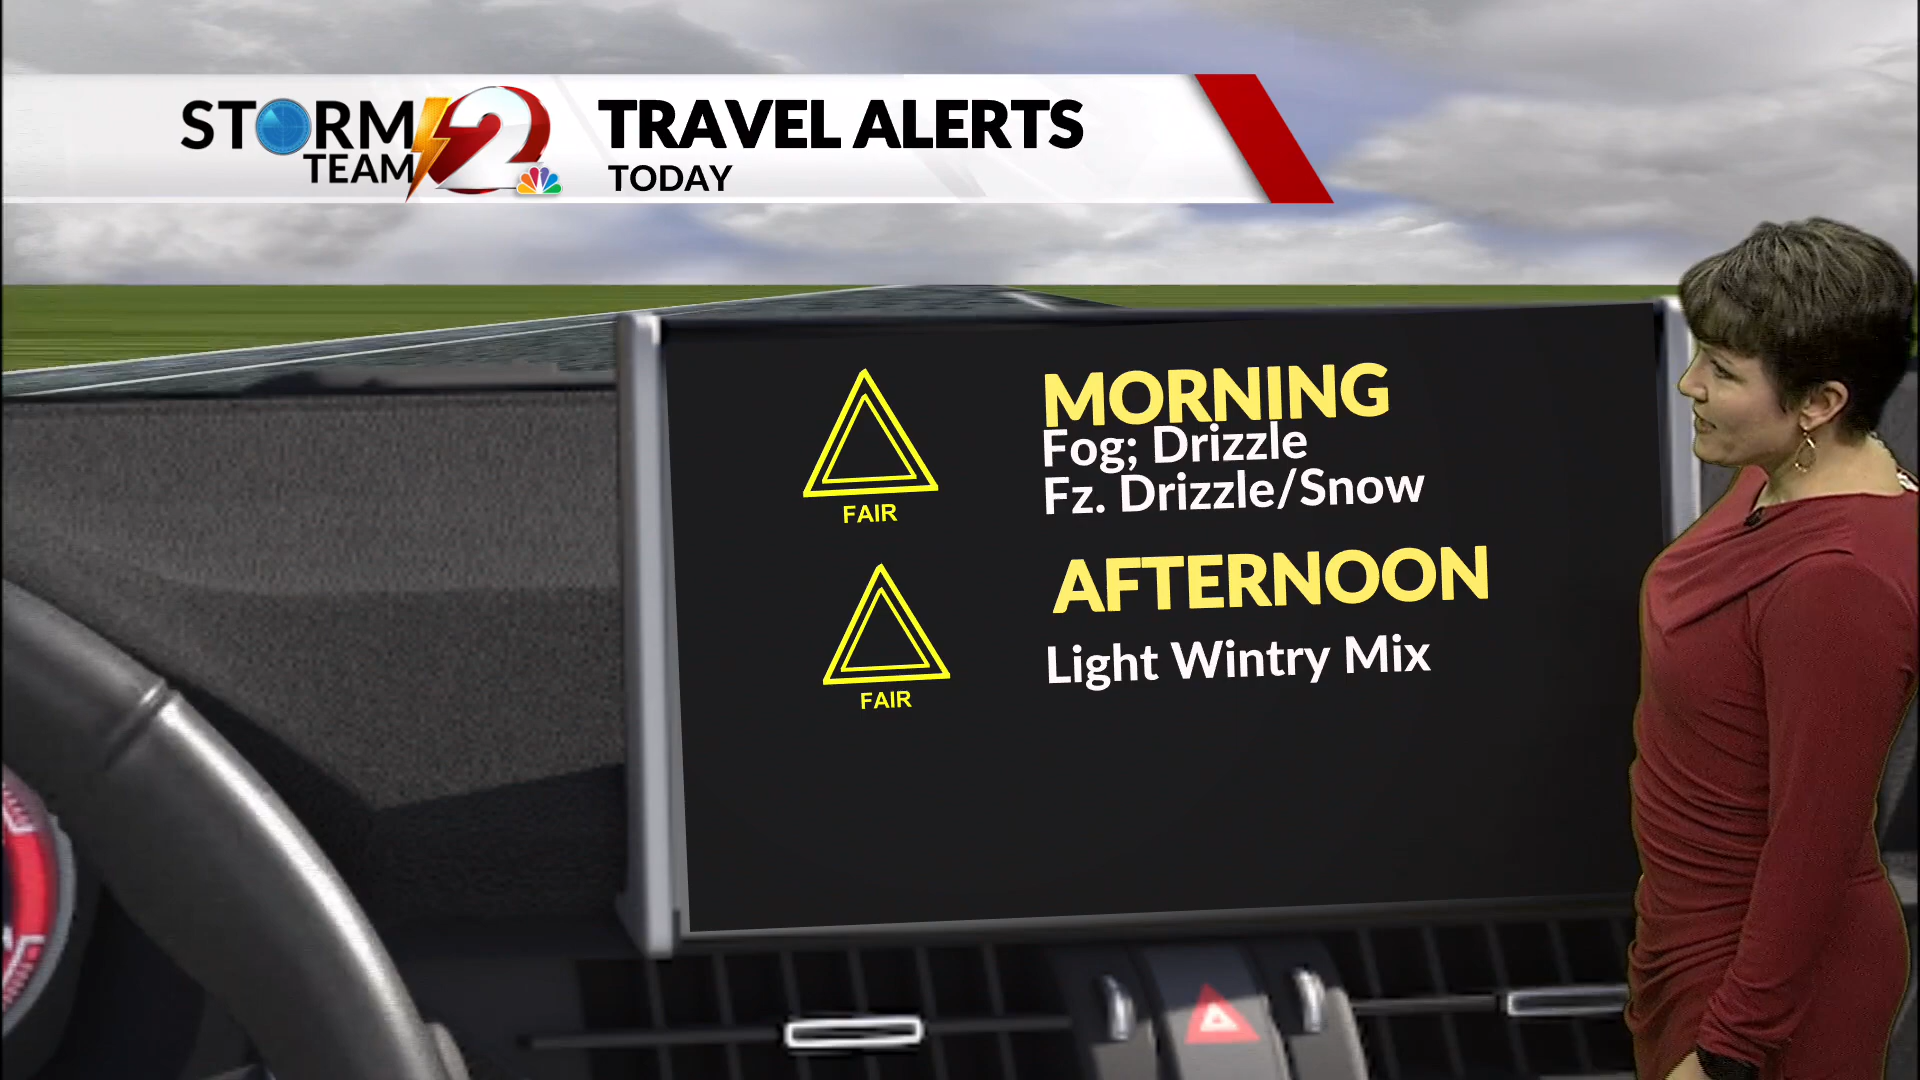 STORM
TEAM
2
TRAVEL ALERTS
TODAY
MORNING
Fog; Drizzle
Fz. Drizzle/Snow
FAIR
AFTERNOON
Light Wintry Mix
FAIR